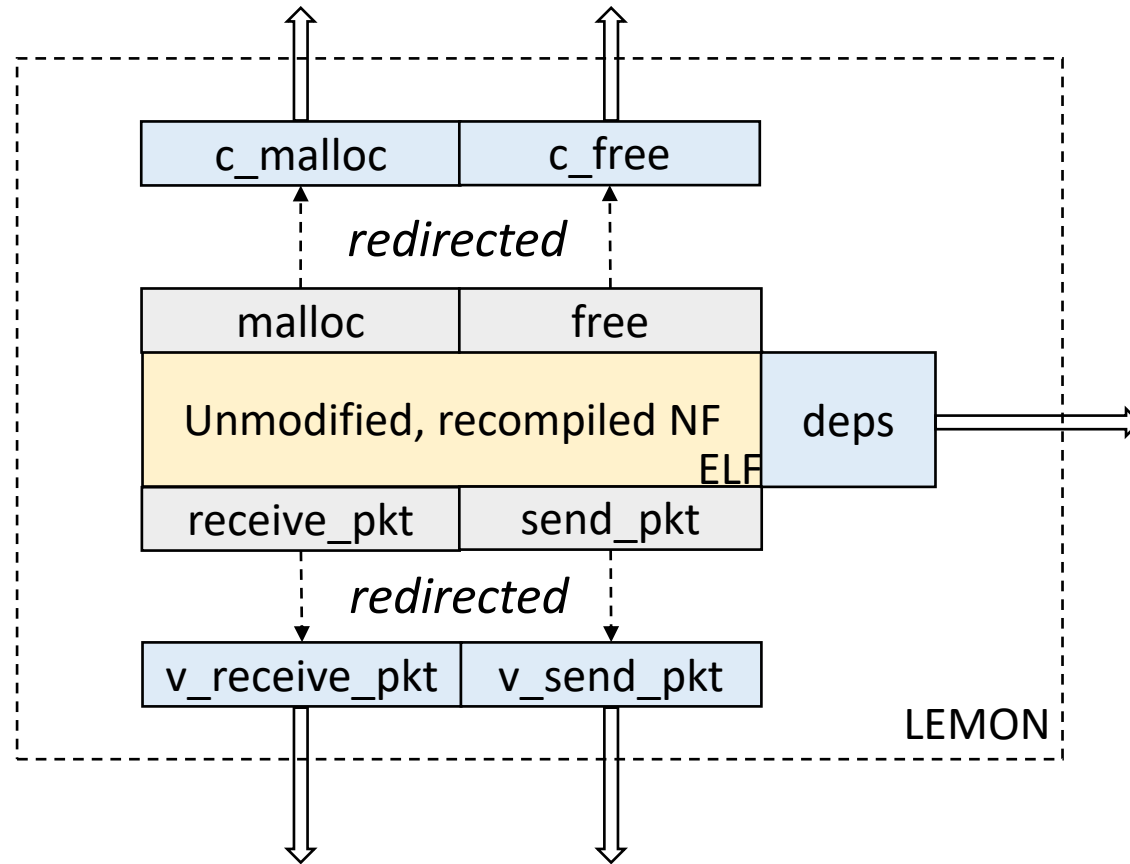 c_malloc
c_free
redirected
malloc
free
Unmodified, recompiled NF
ELF
deps
receive_pkt
send_pkt
redirected
v_receive_pkt
v_send_pkt
LEMON